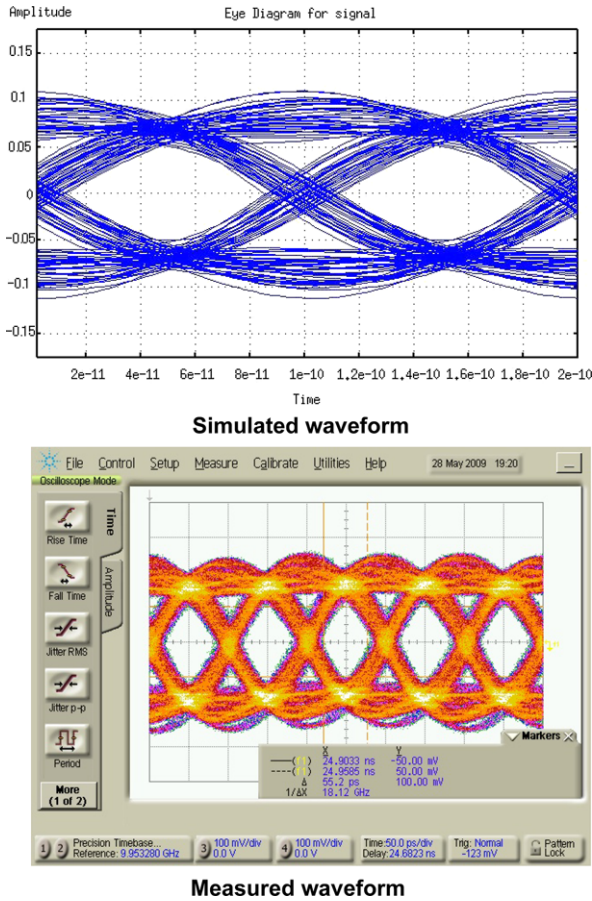 Amplitude
Eye Diagram for signal
0.15
0.1
0.05
0
-0.05
-0.1
-0.15
2e-11 4e-11 6e-11 8e-11 1e-10 1.2e-10 1.4e-10 1.6e-10 1.8e-10 2e-10
Time
Simulated waveform
File Control Setup Measure Calibrate Utilities Help 28 May 2009 19:20
Oscilloscope Mode
Time
Amplitude
Rise Time
Fall Time
Jitter RMS
Jitter p-p
Period
More
(1 of 2)
Markers
X Y
24.9033 ns -50.00 mV
24.9585 ns 50.00 mV
Δ 55.2 ps 100.00 mV
1/ΔX 18.12 GHz
1 2 Precision Timebase...
Reference: 9.953280 GHz
3 100 mV/div
0.0 V
4 100 mV/div
0.0 V
Time:50.0 ps/div
Delay:24.6823 ns
Trig: Normal
-123 mV
Pattern
Lock
Measured waveform